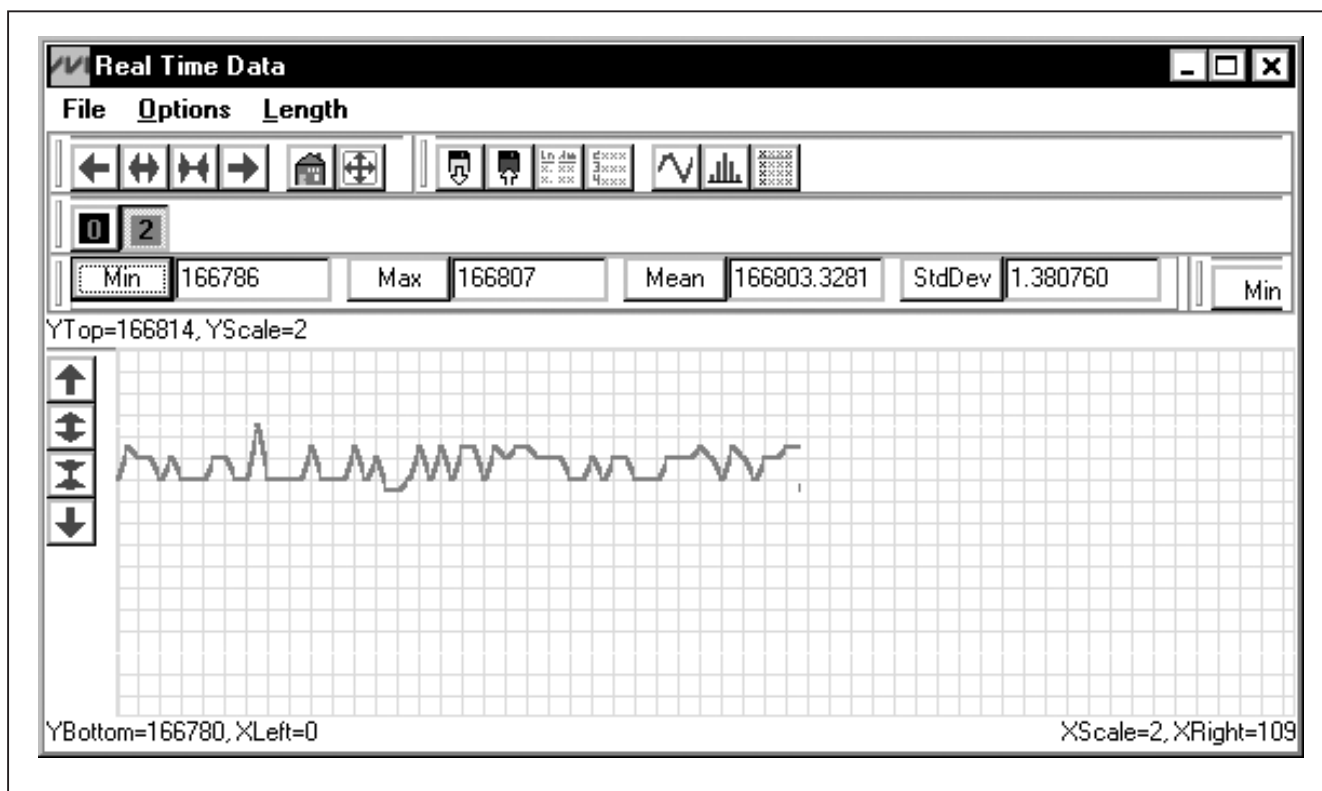 Real Time Data
File Options Length
0 2
Min 166786 Max 166807 Mean 166803.3281 StdDev 1.380760 Min
YTop=166814, YScale=2
YBottom=166780, XLeft=0 XScale=2, XRight=109